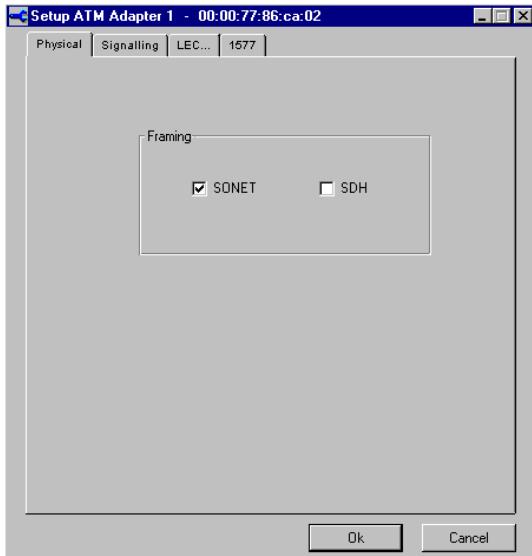 Setup ATM Adapter 1 - 00:00:77:86:ca:02
Physical Signalling LEC... 1577
Framing
SONET SDH
Ok Cancel